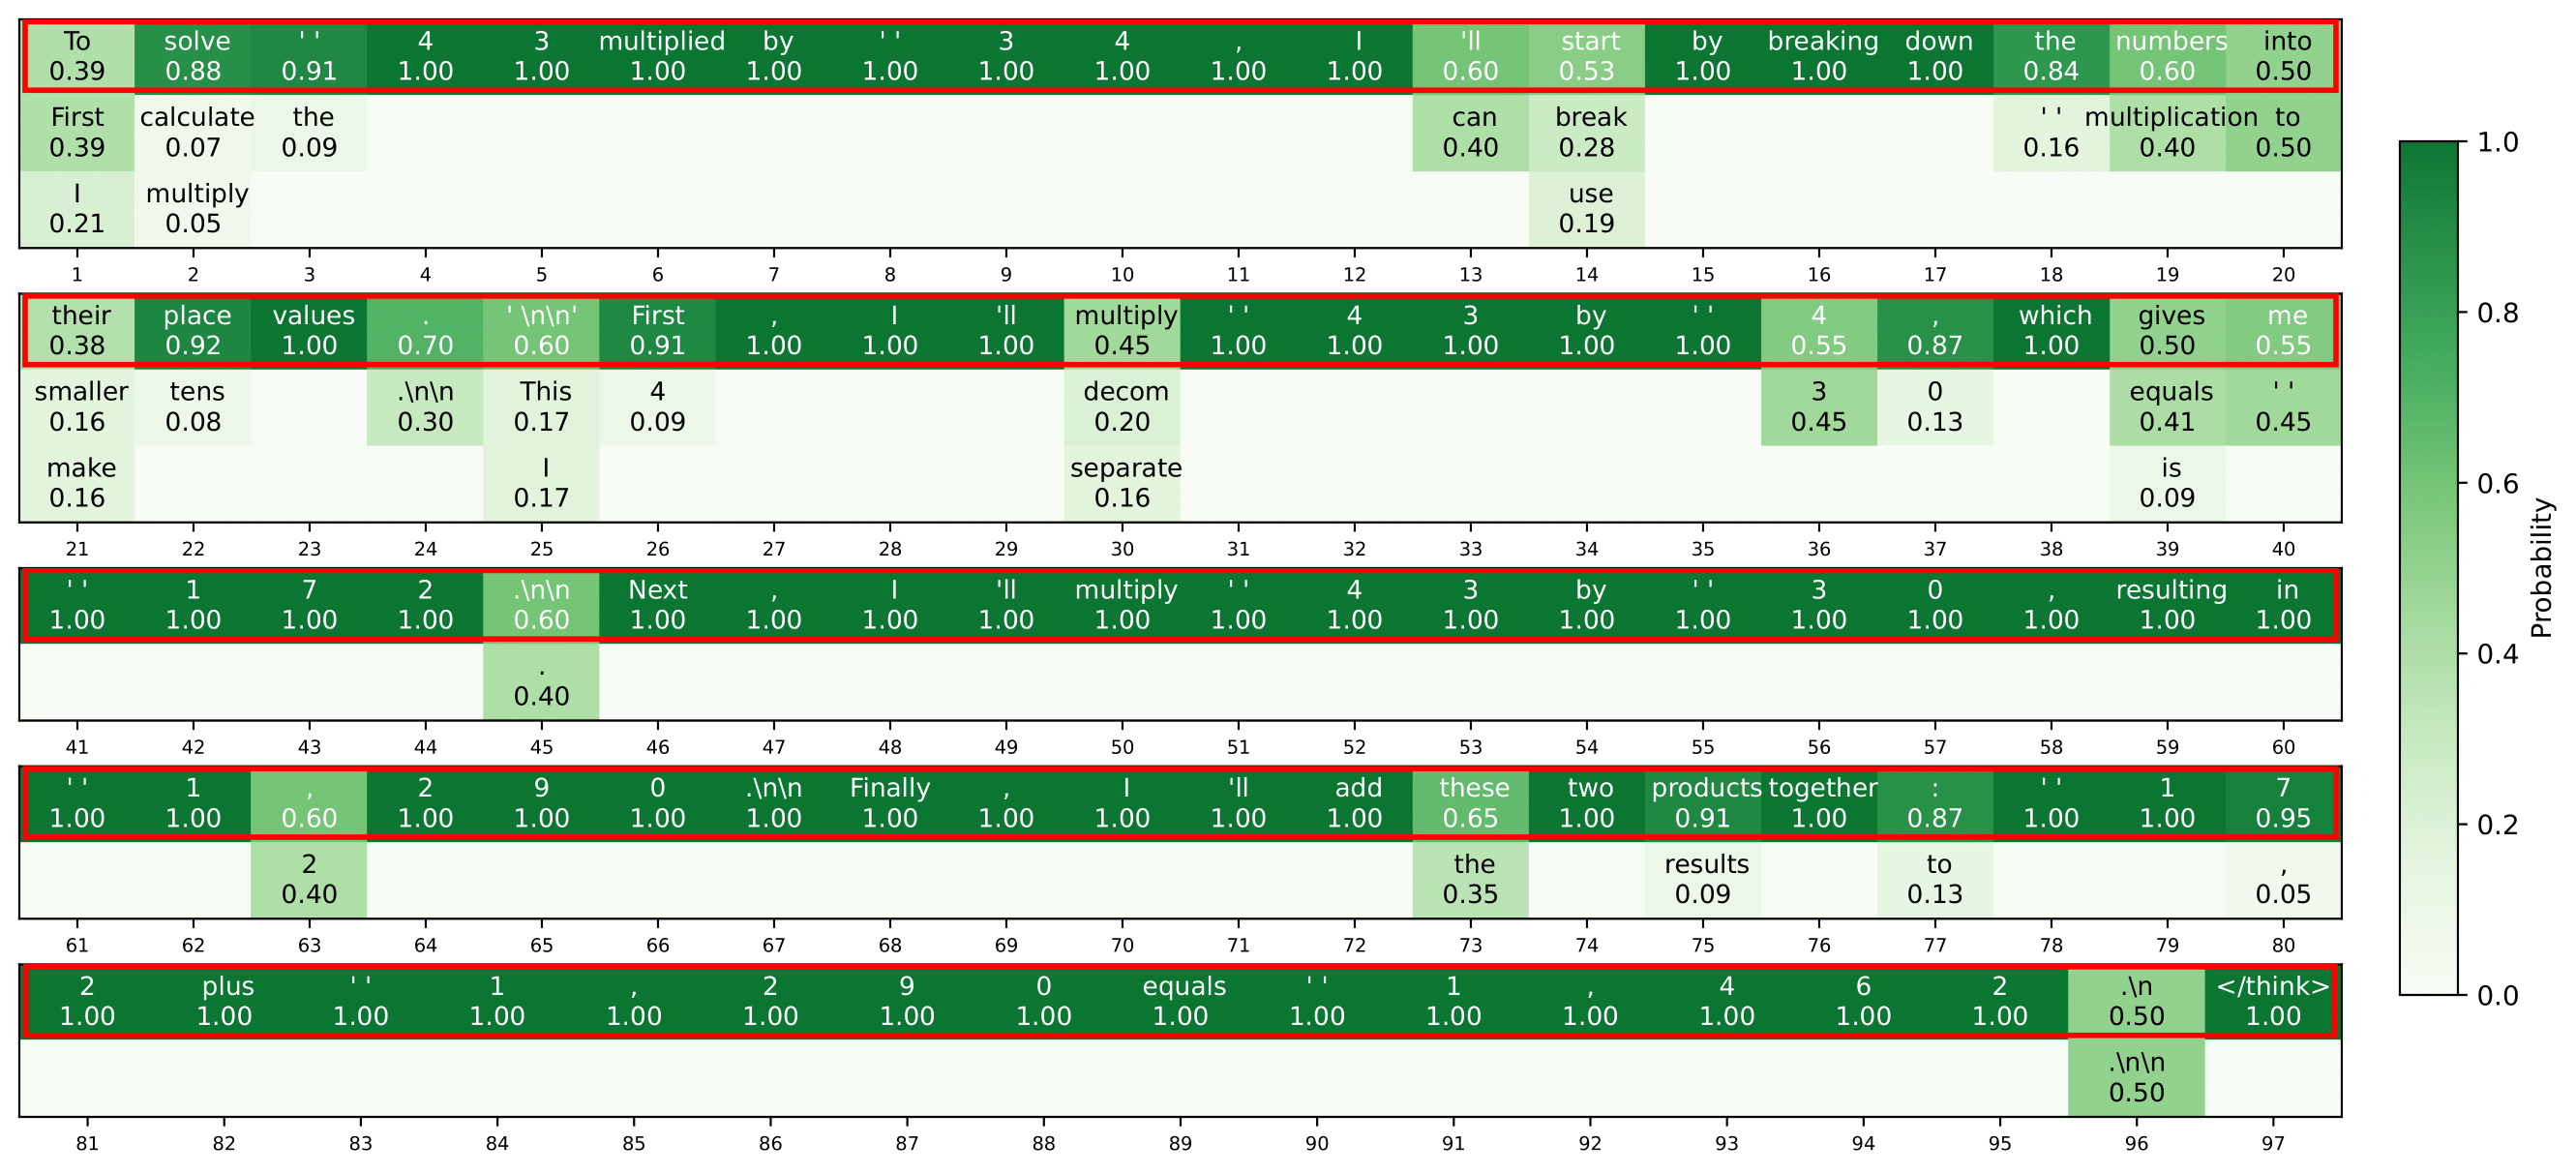 To solve ' ' 4 3 multiplied by ' ' 3 4 , I 'll start by breaking down the numbers into
0.39 0.88 0.91 1.00 1.00 1.00 1.00 1.00 1.00 1.00 1.00 1.00 0.60 0.53 1.00 1.00 1.00 0.84 0.60 0.50
First calculate the can break ' ' multiplication to
0.39 0.07 0.09 0.40 0.28 0.16 0.40 0.50
I multiply use
0.21 0.05 0.19
1 2 3 4 5 6 7 8 9 10 11 12 13 14 15 16 17 18 19 20
their place values . ' \n\n' First , I 'll multiply ' ' 4 3 by ' ' 4 , which gives me
0.38 0.92 1.00 0.70 0.60 0.91 1.00 1.00 1.00 0.45 1.00 1.00 1.00 1.00 1.00 0.55 0.87 1.00 0.50 0.55
smaller tens .\n\n This 4 decom 3 0 equals ' '
0.16 0.08 0.30 0.17 0.09 0.20 0.45 0.13 0.41 0.45
make I separate is
0.16 0.17 0.16 0.09
21 22 23 24 25 26 27 28 29 30 31 32 33 34 35 36 37 38 39 40
' ' 1 7 2 .\n\n Next , I 'll multiply ' ' 4 3 by ' ' 3 0 , resulting in
1.00 1.00 1.00 1.00 0.60 1.00 1.00 1.00 1.00 1.00 1.00 1.00 1.00 1.00 1.00 1.00 1.00 1.00 1.00 1.00
.
0.40
41 42 43 44 45 46 47 48 49 50 51 52 53 54 55 56 57 58 59 60
' ' 1 , 2 9 0 .\n\n Finally , I 'll add these two products together : ' ' 1 7
1.00 1.00 0.60 1.00 1.00 1.00 1.00 1.00 1.00 1.00 1.00 1.00 0.65 1.00 0.91 1.00 0.87 1.00 1.00 0.95
2 the results to ,
0.40 0.35 0.09 0.13 0.05
61 62 63 64 65 66 67 68 69 70 71 72 73 74 75 76 77 78 79 80
2 plus ' ' 1 , 2 9 0 equals ' ' 1 , 4 6 2 .\n </think>
1.00 1.00 1.00 1.00 1.00 1.00 1.00 1.00 1.00 1.00 1.00 1.00 1.00 1.00 1.00 0.50 1.00
.\n\n
0.50
81 82 83 84 85 86 87 88 89 90 91 92 93 94 95 96 97
1.0
0.8
0.6
0.4
0.2
0.0
Probability